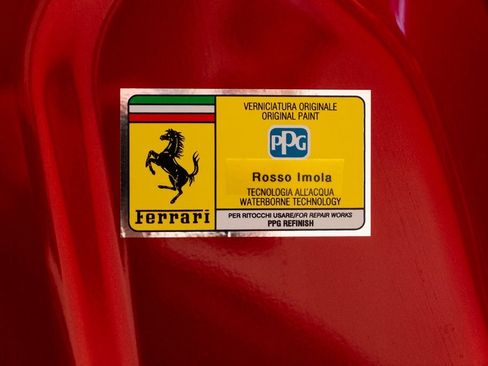 VERNICIATURA ORIGINALE
ORIGINAL PAINT
PPG
Rosso Imola
TECNOLOGIA ALL'ACQUA
WATERBORNE TECHNOLOGY
Ferrari
PER RITOCCHI USARE/FOR REPAIR WORKS
PPG REFINISH